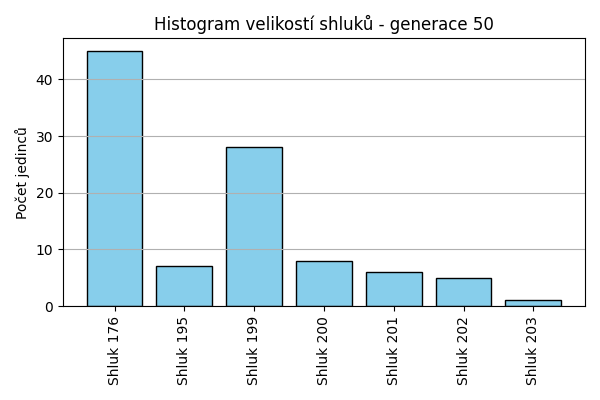 Histogram velikostí shluků - generace 50
Počet jedinců
40
30
20
10
0
Shluk 176
Shluk 195
Shluk 199
Shluk 200
Shluk 201
Shluk 202
Shluk 203